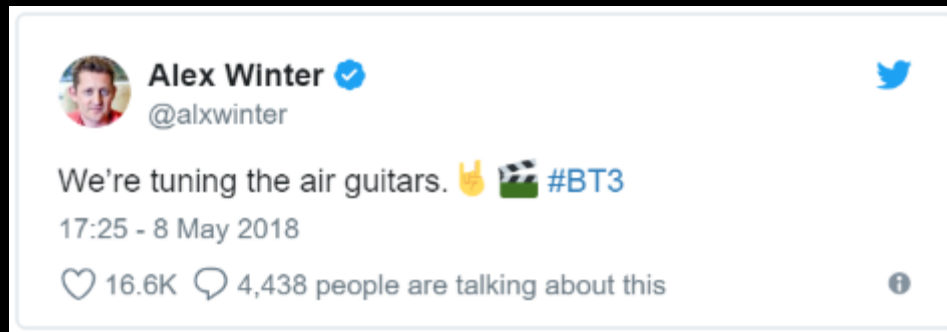 Alex Winter
@alxwinter
We're tuning the air guitars.🤘 🎬 #BT3
17:25 - 8 May 2018
16.6K 4,438 people are talking about this